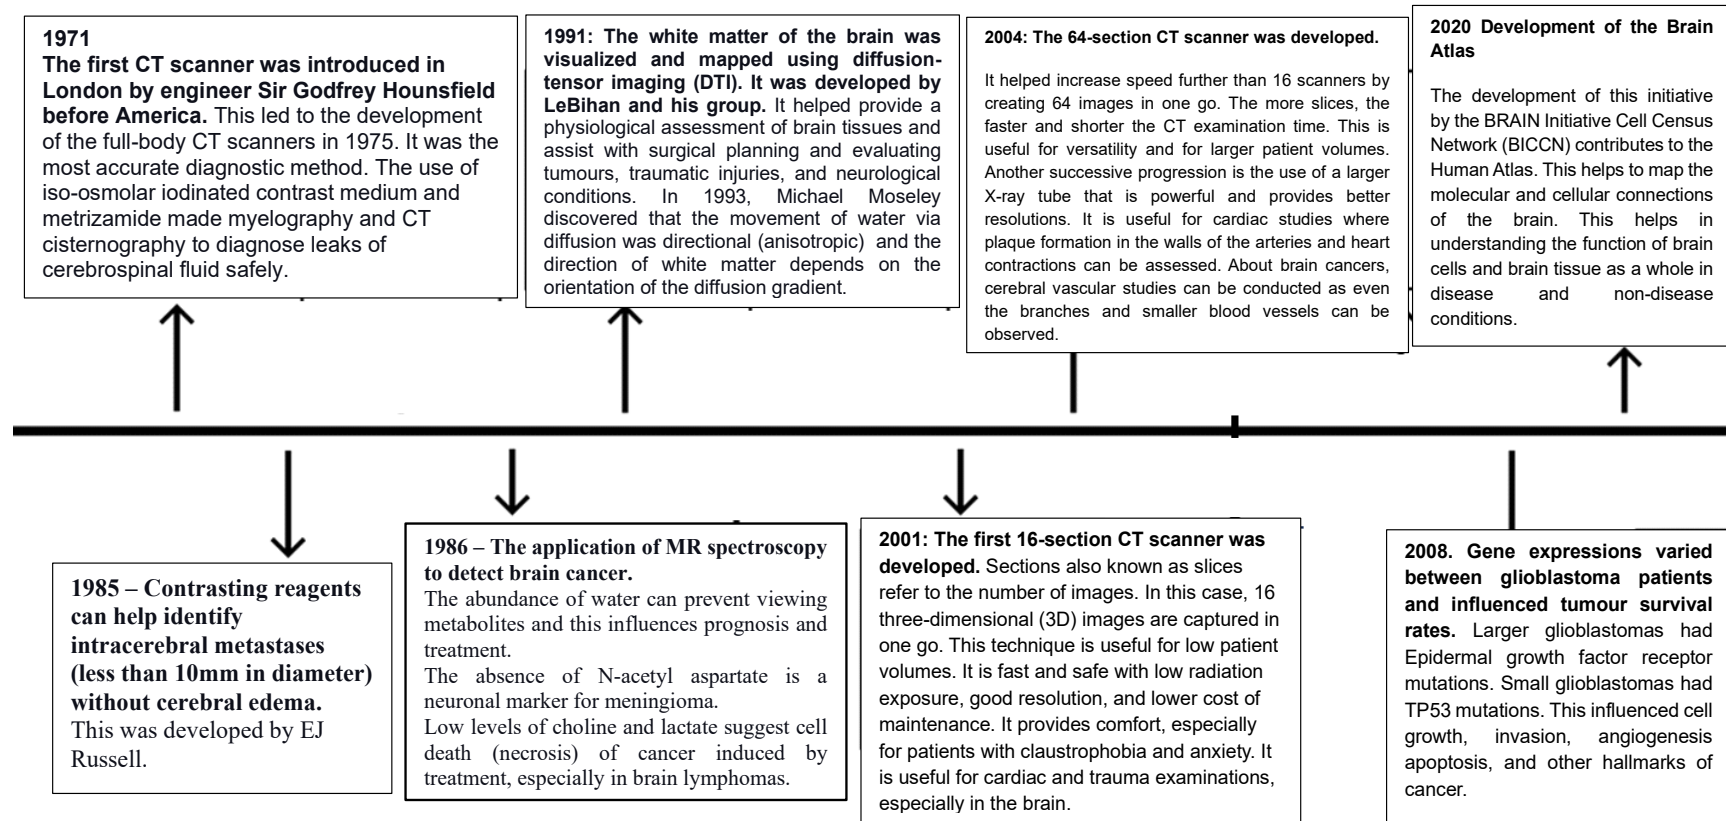 1971
The first CT scanner was introduced in
London by engineer Sir Godfrey Hounsfield
before America. This led to the development
of the full-body CT scanners in 1975. It was the
most accurate diagnostic method. The use of
iso-osmolar iodinated contrast medium and
metrizamide made myelography and CT
cisternography to diagnose leaks of
cerebrospinal fluid safely.
1991: The white matter of the brain was
visualized and mapped using diffusion-
tensor imaging (DTI). It was developed by
LeBihan and his group. It helped provide a
physiological assessment of brain tissues and
assist with surgical planning and evaluating
tumours, traumatic injuries, and neurological
conditions. In 1993, Michael Moseley
discovered that the movement of water via
diffusion was directional (anisotropic) and the
direction of white matter depends on the
orientation of the diffusion gradient.
2004: The 64-section CT scanner was developed.
It helped increase speed further than 16 scanners by
creating 64 images in one go. The more slices, the
faster and shorter the CT examination time. This is
useful for versatility and for larger patient volumes.
Another successive progression is the use of a larger
X-ray tube that is powerful and provides better
resolutions. It is useful for cardiac studies where
plaque formation in the walls of the arteries and heart
contractions can be assessed. About brain cancers,
cerebral vascular studies can be conducted as even
the branches and smaller blood vessels can be
observed.
2020 Development of the Brain
Atlas
The development of this initiative
by the BRAIN Initiative Cell Census
Network (BICCN) contributes to the
Human Atlas. This helps to map the
molecular and cellular connections
of the brain. This helps in
understanding the function of brain
cells and brain tissue as a whole in
disease and non-disease
conditions.
1985 – Contrasting reagents
can help identify
intracerebral metastases
(less than 10mm in diameter)
without cerebral edema.
This was developed by EJ
Russell.
1986 – The application of MR spectroscopy
to detect brain cancer.
The abundance of water can prevent viewing
metabolites and this influences prognosis and
treatment.
The absence of N-acetyl aspartate is a
neuronal marker for meningioma.
Low levels of choline and lactate suggest cell
death (necrosis) of cancer induced by
treatment, especially in brain lymphomas.
2001: The first 16-section CT scanner was
developed. Sections also known as slices
refer to the number of images. In this case, 16
three-dimensional (3D) images are captured in
one go. This technique is useful for low patient
volumes. It is fast and safe with low radiation
exposure, good resolution, and lower cost of
maintenance. It provides comfort, especially
for patients with claustrophobia and anxiety. It
is useful for cardiac and trauma examinations,
especially in the brain.
2008. Gene expressions varied
between glioblastoma patients
and influenced tumour survival
rates. Larger glioblastomas had
Epidermal growth factor receptor
mutations. Small glioblastomas had
TP53 mutations. This influenced cell
growth, invasion, angiogenesis
apoptosis, and other hallmarks of
cancer.